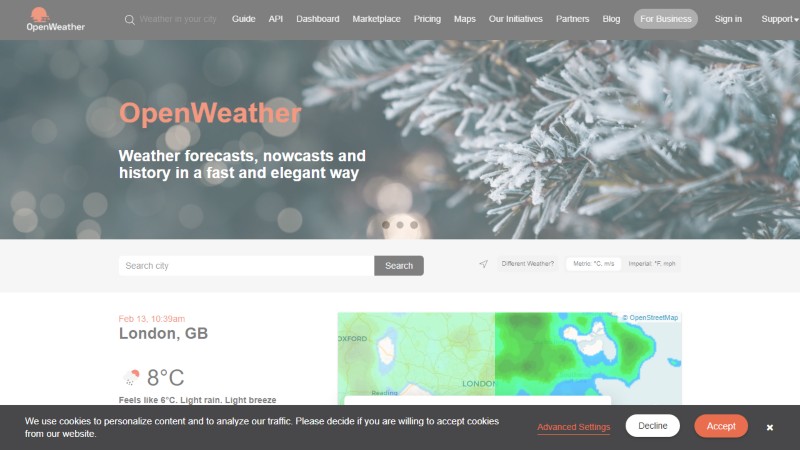 OpenWeather
Weather in your city
Guide
API
Dashboard
Marketplace
Pricing
Maps
Our Initiatives
Partners
Blog
For Business
Sign in
Support
OpenWeather
Weather forecasts, nowcasts and
history in a fast and elegant way
Search city
Search
Different Weather?
Metric: °C, m/s
Imperial: °F, mph
Feb 13, 10:39am
London, GB
8°C
Feels like 6°C. Light rain. Light breeze
© OpenStreetMap
OXFORD
LONDON
Reading
We use cookies to personalize content and to analyze our traffic. Please decide if you are willing to accept cookies
from our website.
Advanced Settings
Decline
Accept